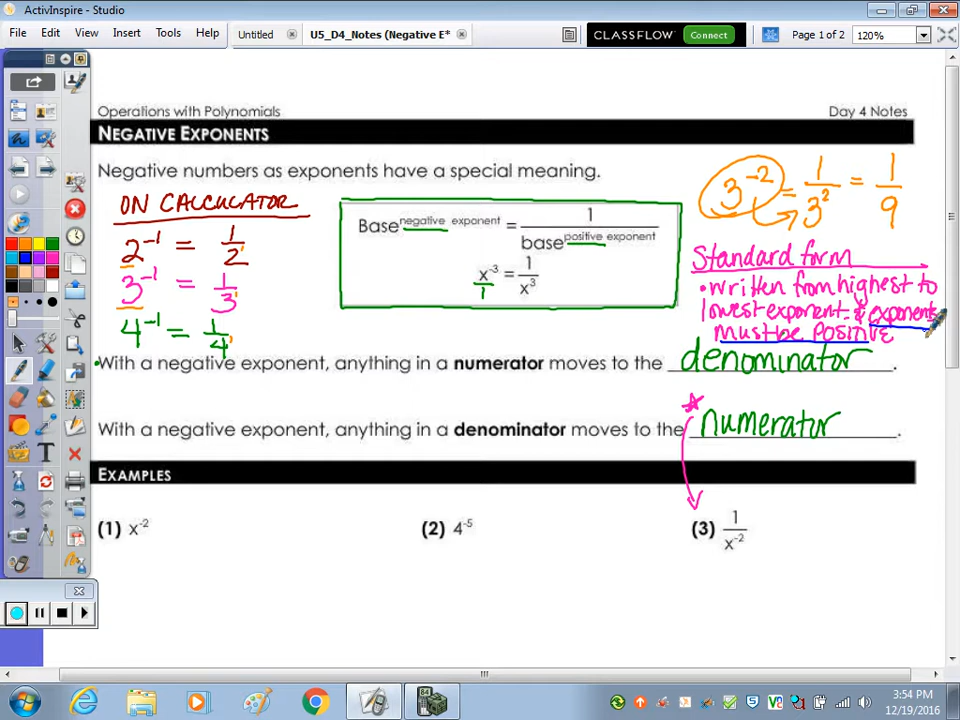 ActivInspire - Studio
File Edit View Insert Tools Help Untitled U5_D4_Notes (Negative E* CLASSFLOW Connect Page 1 of 2 120%
Operations with Polynomials Day 4 Notes
NEGATIVE EXPONENTS
Negative numbers as exponents have a special meaning.
ON CALCULATOR
2⁻¹ = 1/2
3⁻¹ = 1/3
4⁻¹ = 1/4
Base^negative exponent = 1/base^positive exponent
x⁻³/1 = 1/x³
3⁻² = 1/3² = 1/9
Standard form
• written from highest to
lowest exponent & exponents
must be positive
• With a negative exponent, anything in a numerator moves to the denominator.
With a negative exponent, anything in a denominator moves to the numerator.
EXAMPLES
(1) x⁻² (2) 4⁻⁵ (3) 1/x⁻²
3:54 PM
12/19/2016